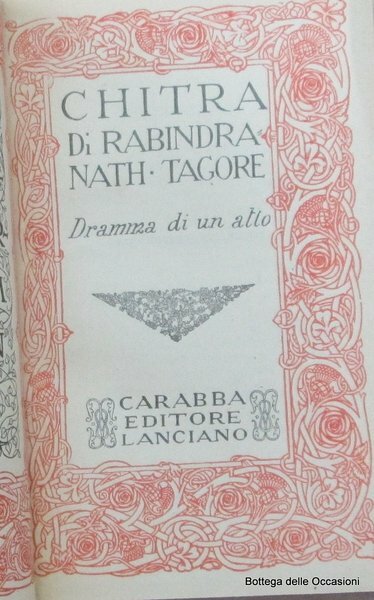 CHITRA
Di RABINDRA-
NATH · TAGORE
Dramma di un atto
CARABBA
EDITORE
LANCIANO
Bottega delle Occasioni